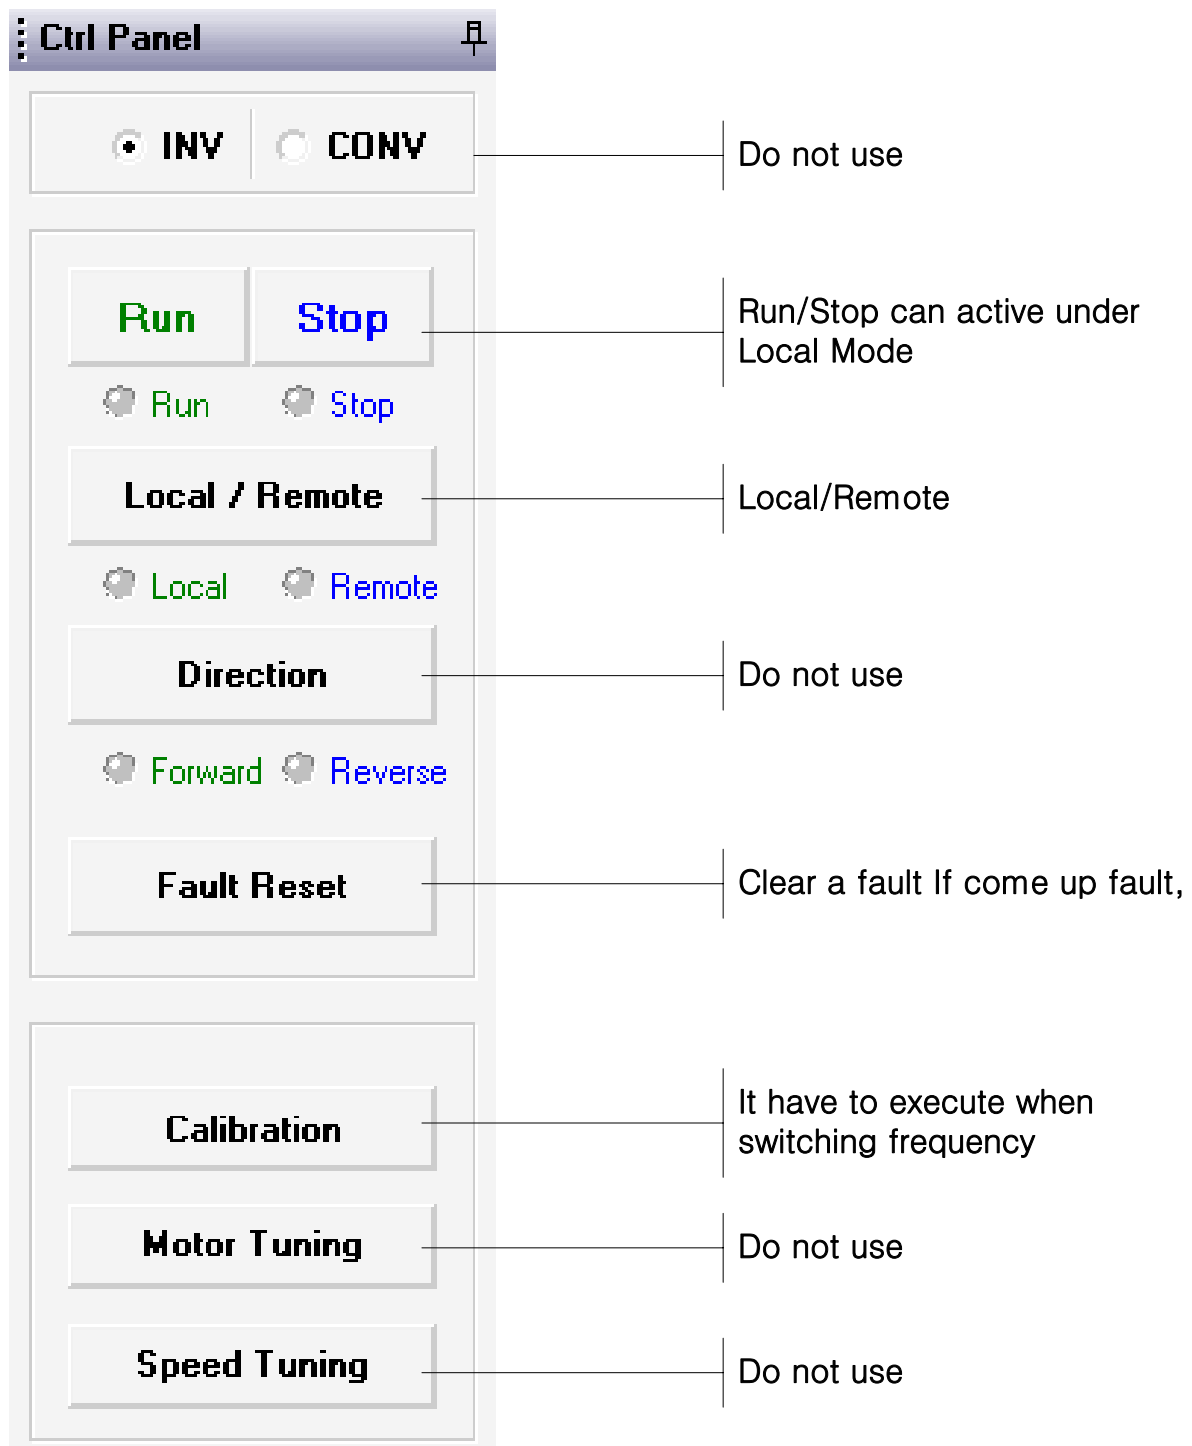 Ctrl Panel
INV CONV
Do not use
Run Stop
Run/Stop can active under
Local Mode
Run Stop
Local / Remote
Local/Remote
Local Remote
Direction
Do not use
Forward Reverse
Fault Reset
Clear a fault If come up fault,
Calibration
It have to execute when
switching frequency
Motor Tuning
Do not use
Speed Tuning
Do not use